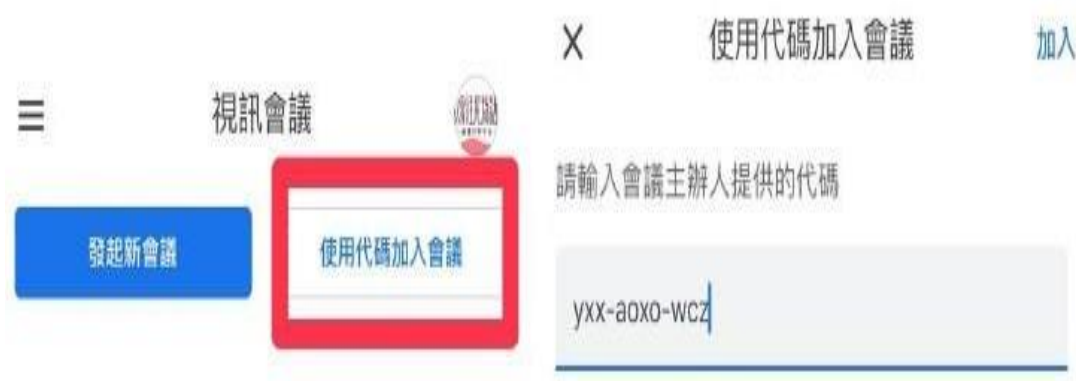 視訊會議
發起新會議
使用代碼加入會議
使用代碼加入會議
加入
請輸入會議主辦人提供的代碼
yxx-aoxo-wcz